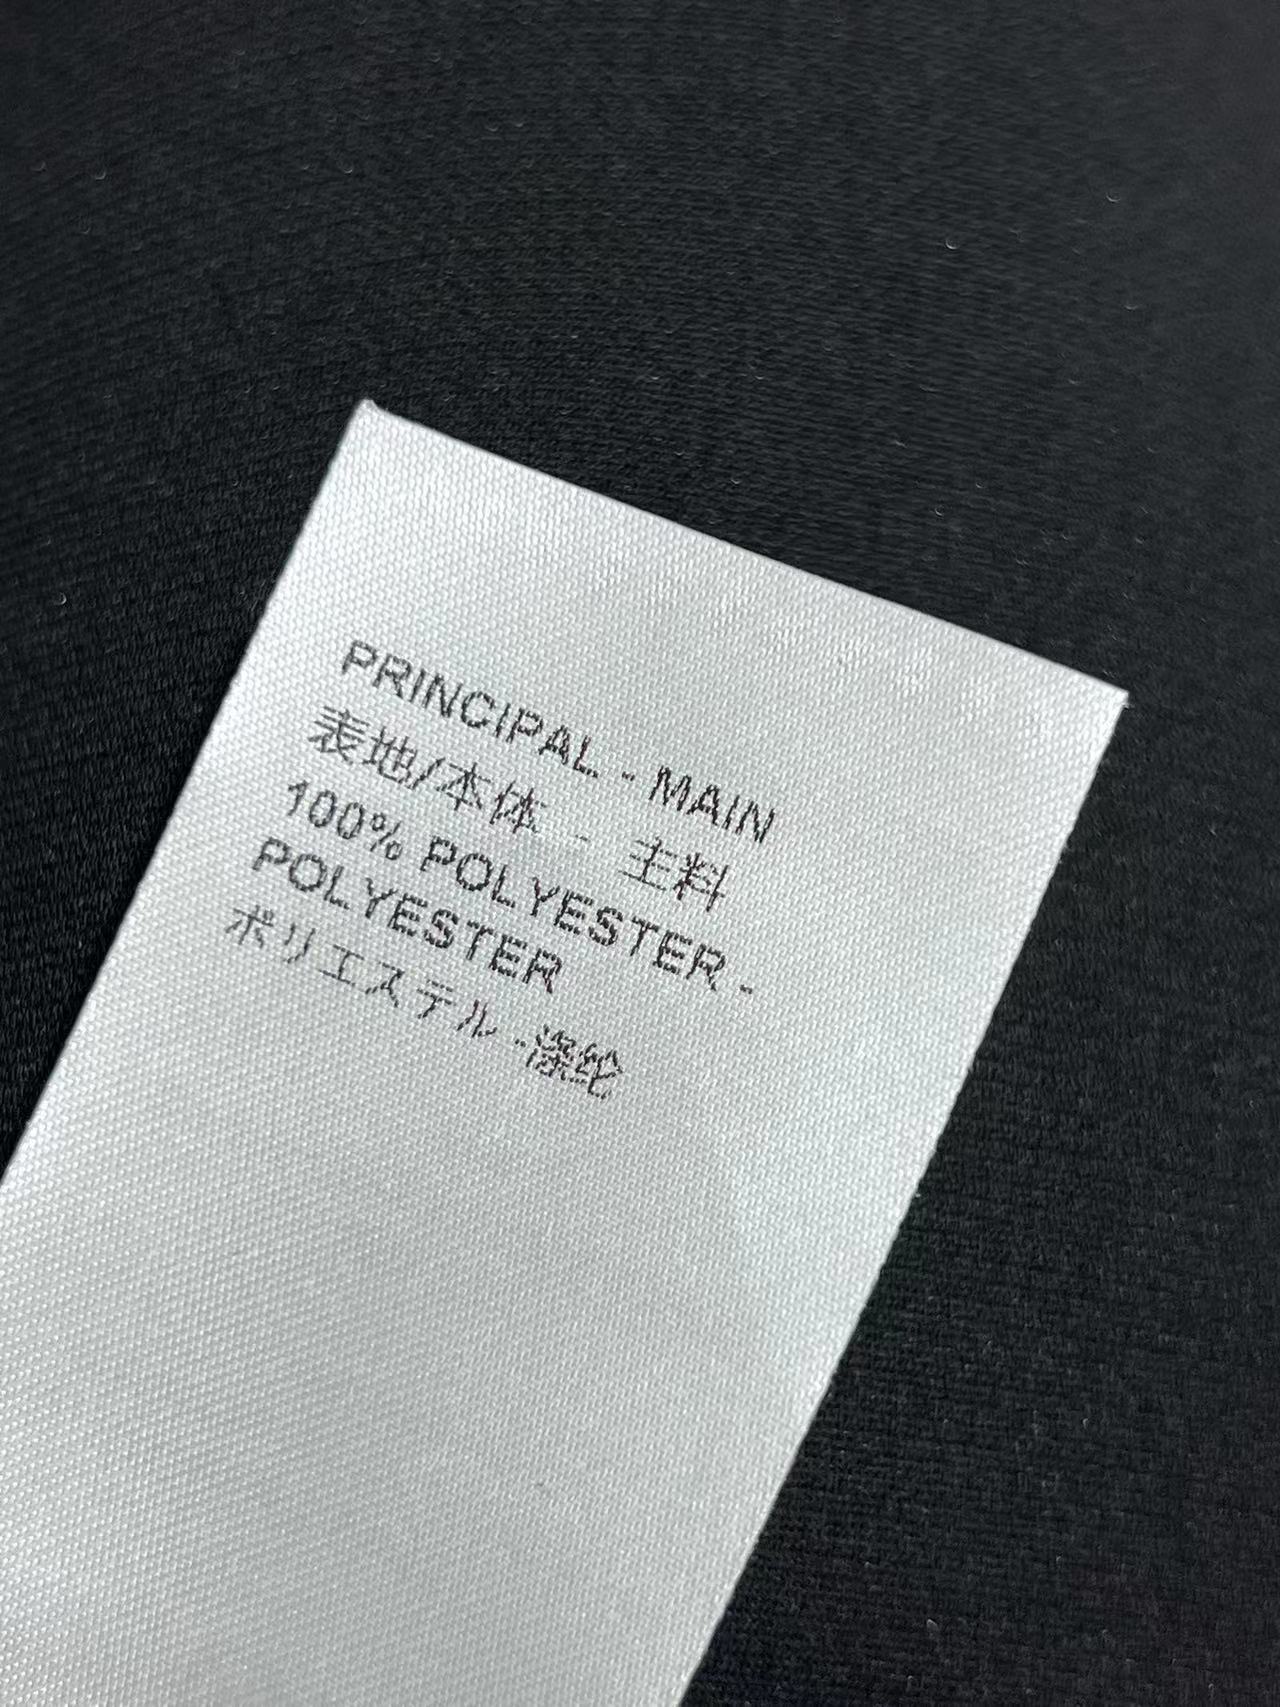 PRINCIPAL - MAIN
表地/本体 - 主料
100% POLYESTER -
POLYESTER
ポリエステル -涤纶